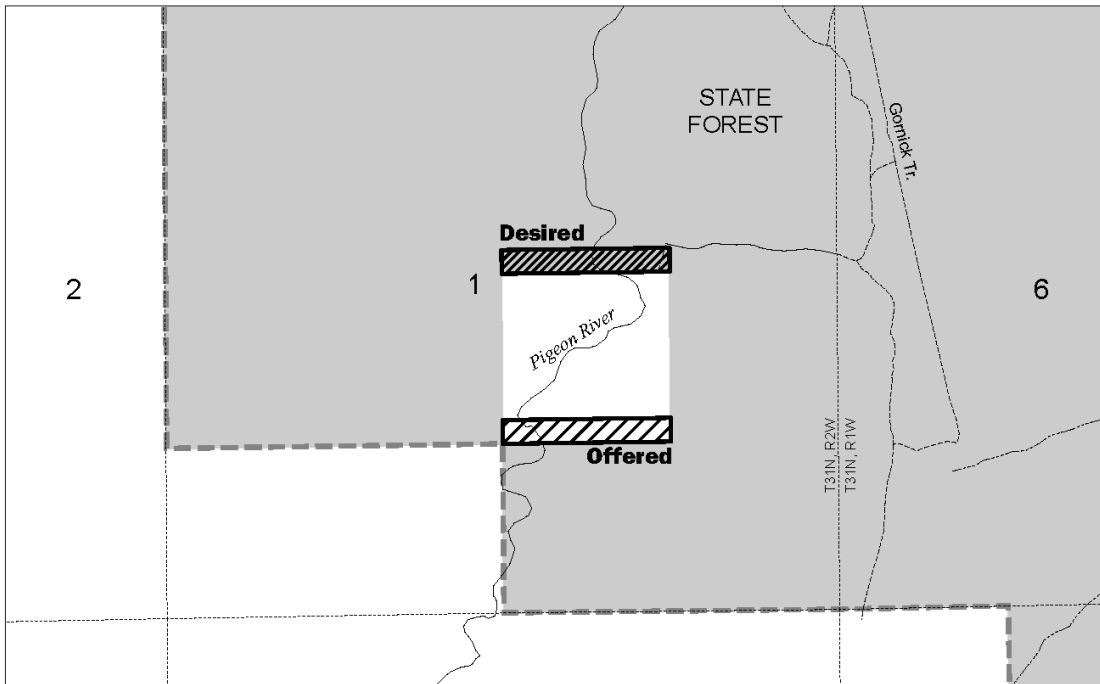 STATE
FOREST
Gornick Tr.
Desired
1
2
6
Pigeon River
Offered
T31N, R2W
T31N, R1W